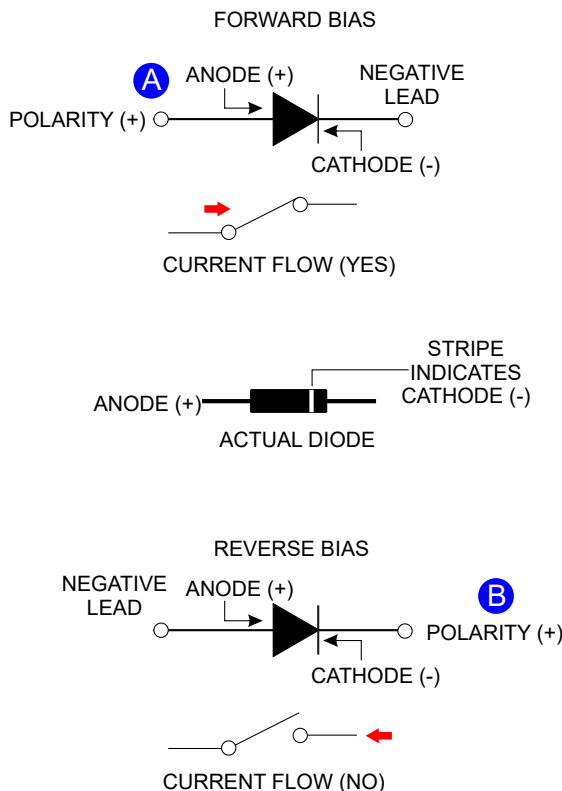 FORWARD BIAS
A
ANODE (+)
NEGATIVE
LEAD
POLARITY (+)
CATHODE (-)
CURRENT FLOW (YES)
STRIPE
INDICATES
CATHODE (-)
ANODE (+)
ACTUAL DIODE
REVERSE BIAS
NEGATIVE
LEAD
ANODE (+)
B
POLARITY (+)
CATHODE (-)
CURRENT FLOW (NO)